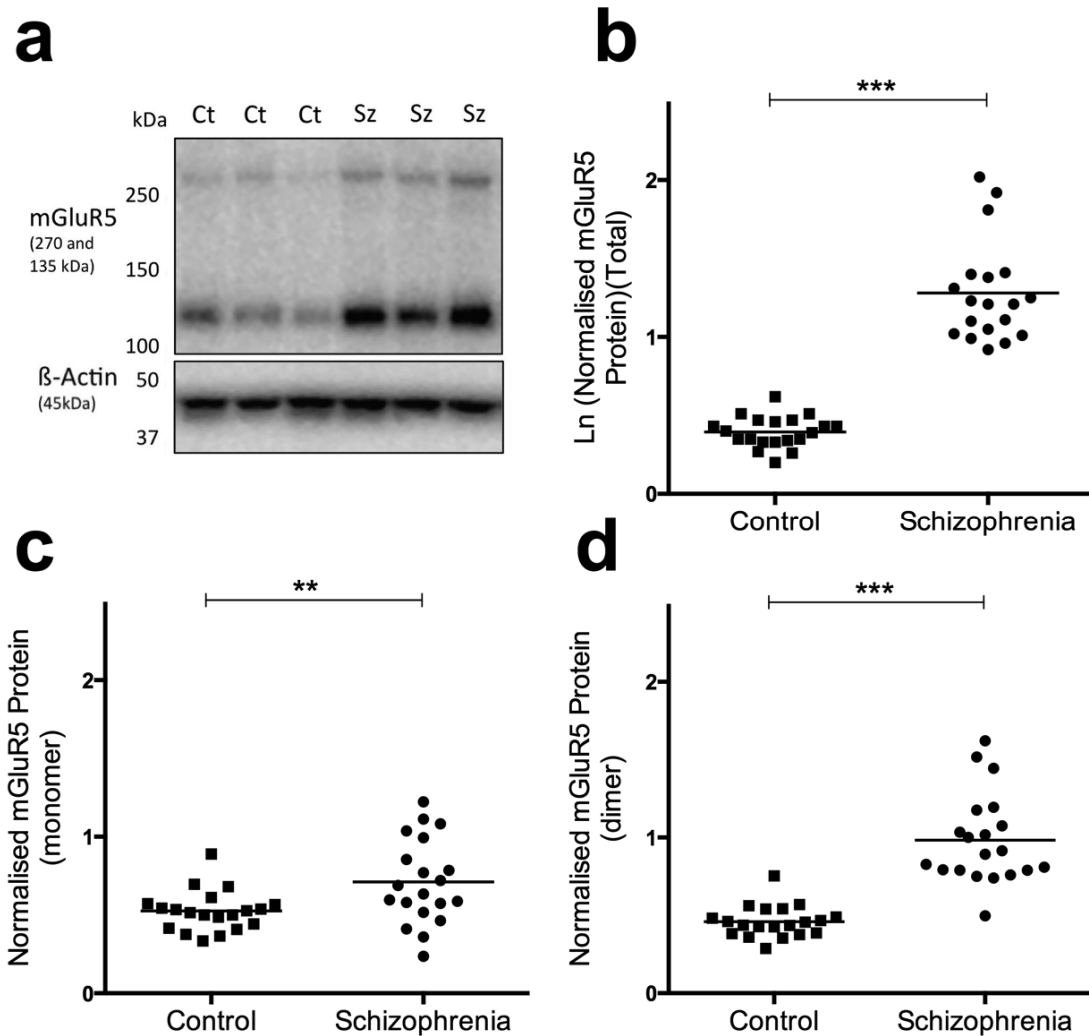 a
kDa
Ct Ct Ct Sz Sz Sz
250
mGluR5
(270 and
135 kDa)
150
100
ß-Actin
(45kDa)
50
37
b
***
Ln (Normalised mGluR5
Protein)(Total)
2
1
0
Control Schizophrenia
c
**
Normalised mGluR5 Protein
(monomer)
2
1
0
Control Schizophrenia
d
***
Normalised mGluR5 Protein
(dimer)
2
1
0
Control Schizophrenia